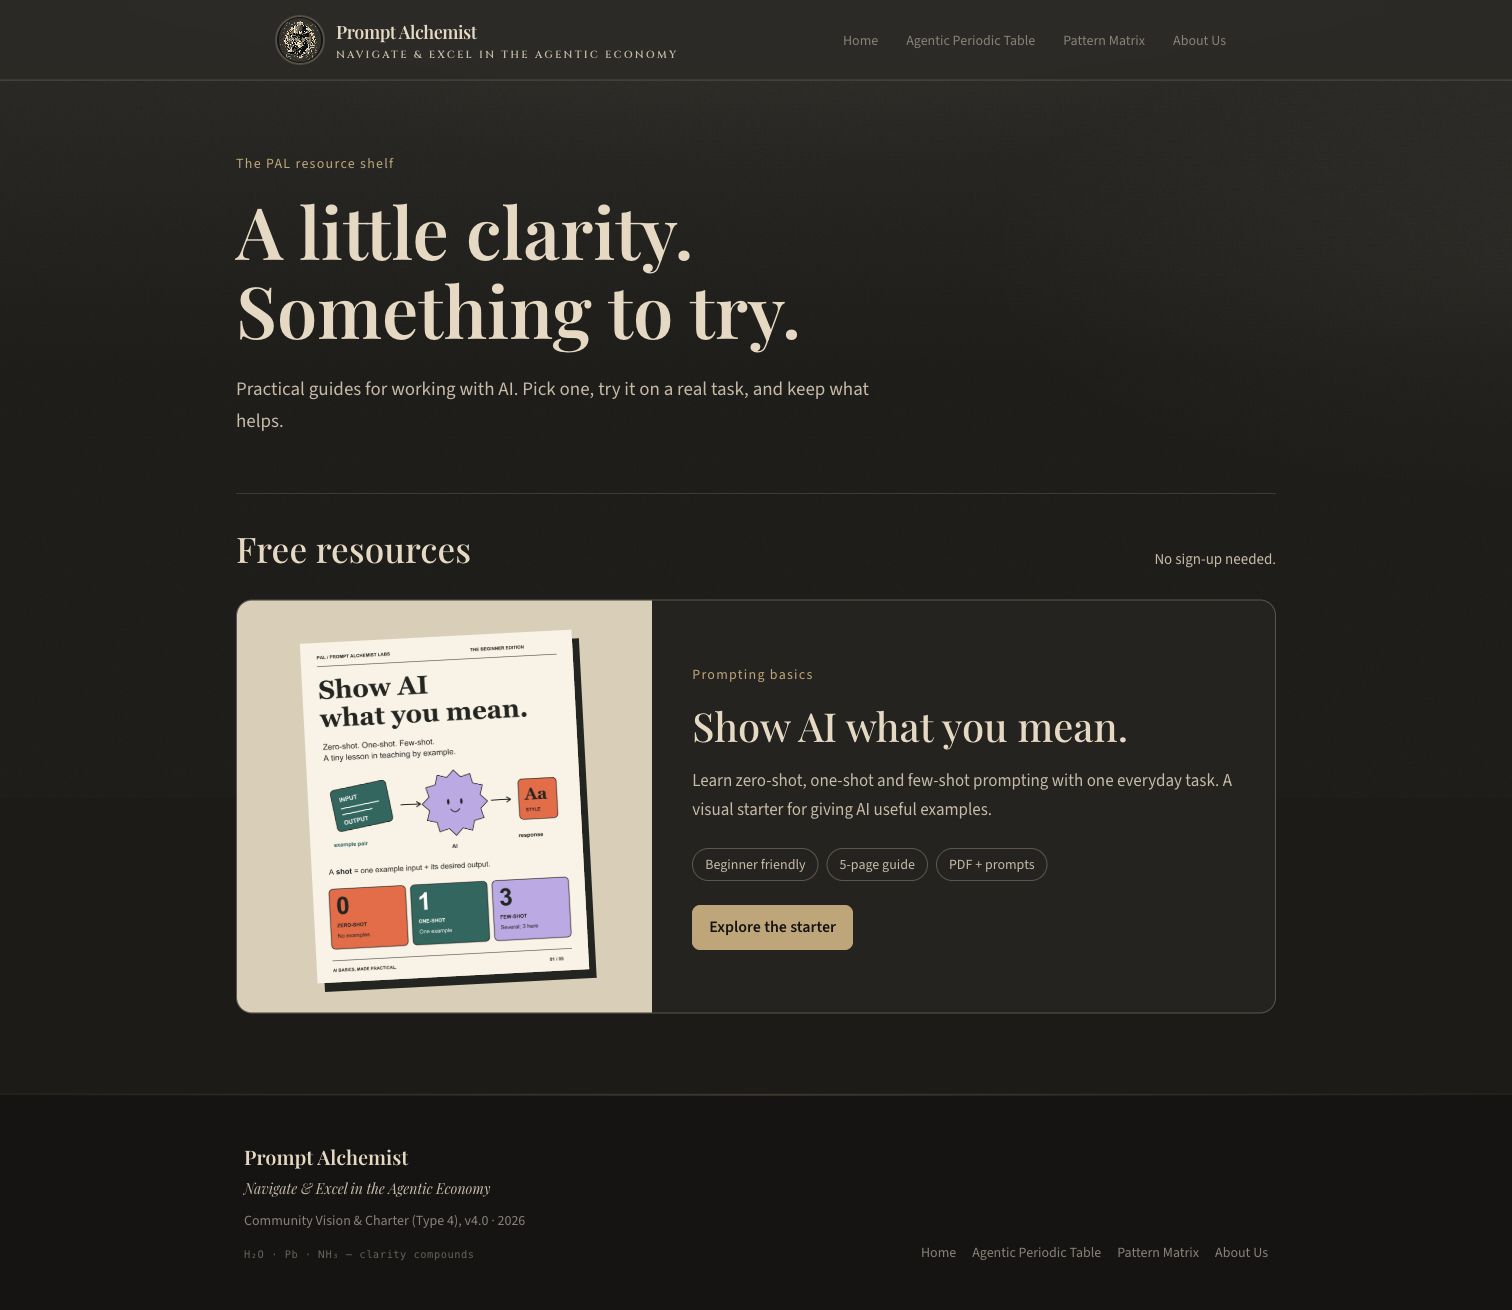 Prompt Alchemist
NAVIGATE & EXCEL IN THE AGENTIC ECONOMY
Home
Agentic Periodic Table
Pattern Matrix
About Us
The PAL resource shelf
A little clarity.
Something to try.
Practical guides for working with AI. Pick one, try it on a real task, and keep what
helps.
Free resources
No sign-up needed.
PAL / PROMPT ALCHEMIST LABS
THE BEGINNER EDITION
Show AI
what you mean.
Zero-shot. One-shot. Few-shot.
A tiny lesson in teaching by example.
INPUT
OUTPUT
example pair
AI
Aa
STYLE
response
A shot = one example input + its desired output.
0
ZERO-SHOT
No examples
1
ONE-SHOT
One example
3
FEW-SHOT
Several; 3 here
AI BASICS, MADE PRACTICAL.
01 / 05
Prompting basics
Show AI what you mean.
Learn zero-shot, one-shot and few-shot prompting with one everyday task. A
visual starter for giving AI useful examples.
Beginner friendly
5-page guide
PDF + prompts
Explore the starter
Prompt Alchemist
Navigate & Excel in the Agentic Economy
Community Vision & Charter (Type 4), v4.0 · 2026
H₂O · Pb · NH₃ — clarity compounds
Home
Agentic Periodic Table
Pattern Matrix
About Us